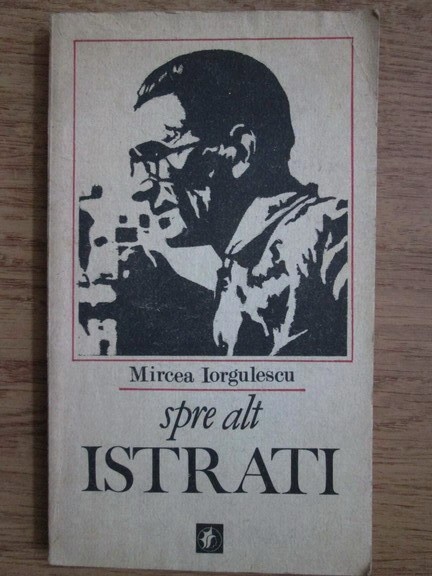 Mircea Iorgulescu
spre alt
ISTRATI